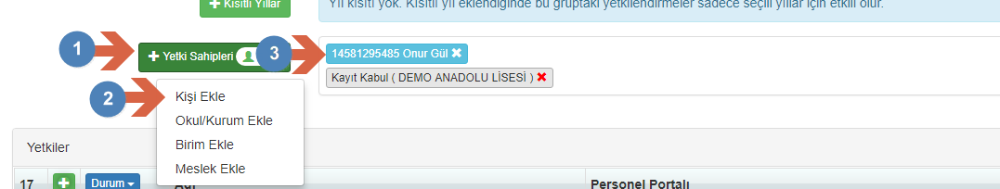 + Kısıtlı Yıllar
Yıl kısıtı yok. Kısıtlı yıl eklendiğinde bu gruptaki yetkilendirmeler sadece seçili yıllar için etkili olur.
1
+ Yetki Sahipleri
3
14581295485 Onur Gül ✖
Kayıt Kabul ( DEMO ANADOLU LİSESİ ) ✖
2
Kişi Ekle
Okul/Kurum Ekle
Birim Ekle
Meslek Ekle
Yetkiler
17
+
Durum
Adı
Personel Portalı